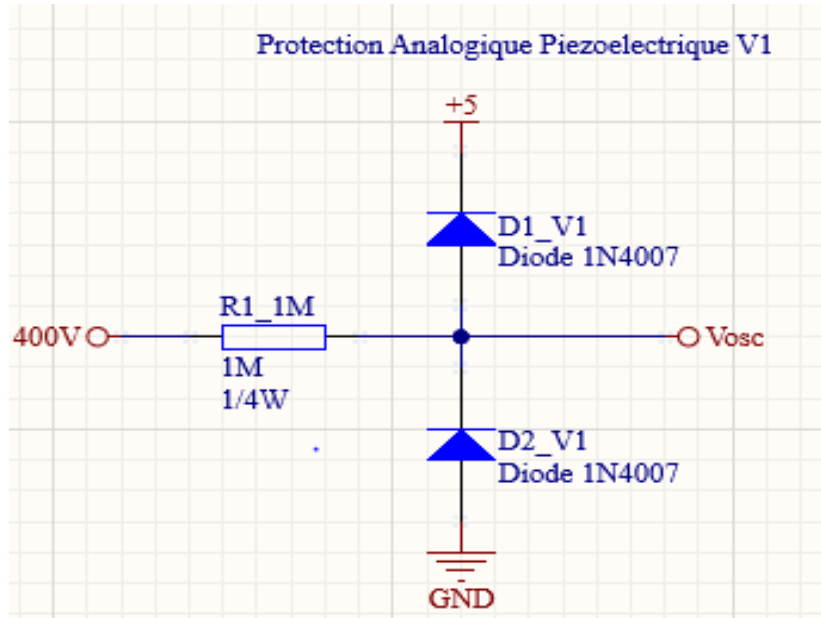 Protection Analogique Piezoelectrique V1
+5
D1_V1
Diode 1N4007
R1_1M
400V
Vosc
1M
1/4W
D2_V1
Diode 1N4007
GND